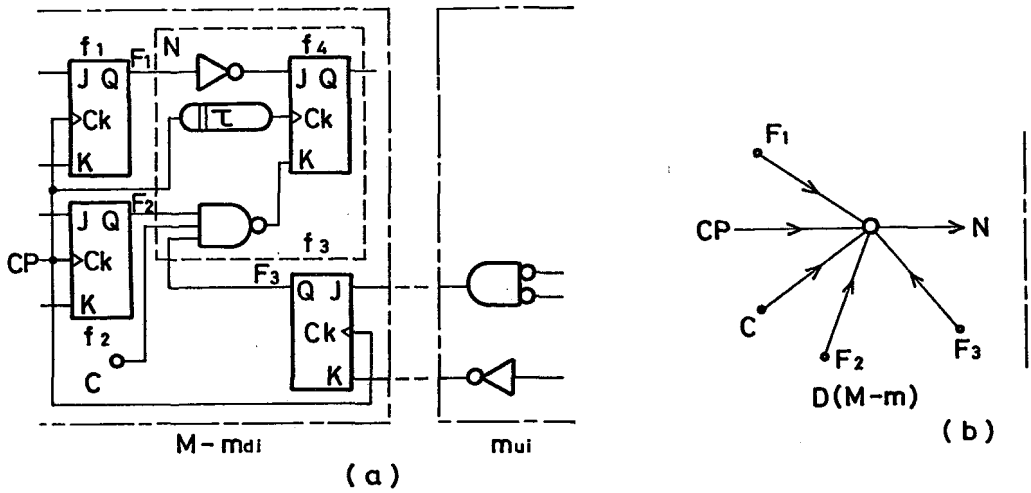 f1
F1
N
f4
J Q
J Q
Ck
τ
Ck
K
K
F2
J Q
CP
Ck
f3
K
F3
Q J
f2
Ck
C
K
M-mdi
mui
(a)
F1
CP
N
C
F2
F3
D(M-m)
(b)